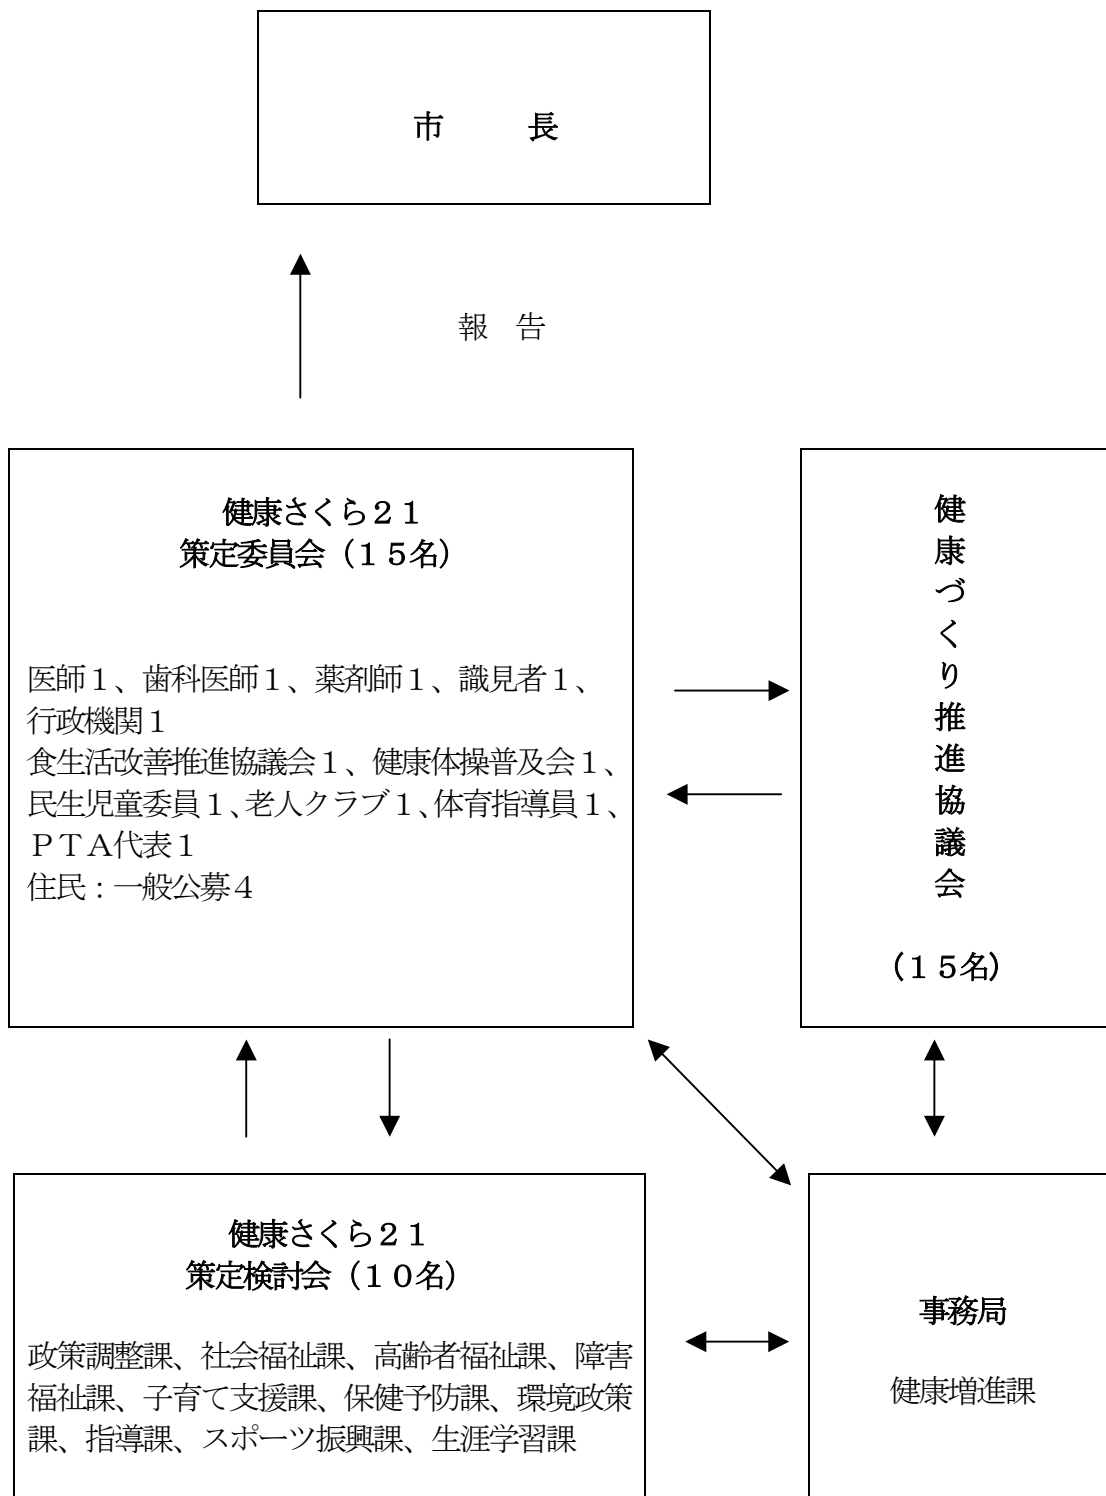 市　　長
報　告
健康さくら２１
策定委員会（１５名）
医師１、歯科医師１、薬剤師１、識見者１、
行政機関１
食生活改善推進協議会１、健康体操普及会１、
民生児童委員１、老人クラブ１、体育指導員１、
ＰＴＡ代表１
住民：一般公募４
健康づくり推進協議会
（１５名）
健康さくら２１
策定検討会（１０名）
政策調整課、社会福祉課、高齢者福祉課、障害
福祉課、子育て支援課、保健予防課、環境政策
課、指導課、スポーツ振興課、生涯学習課
事務局
健康増進課